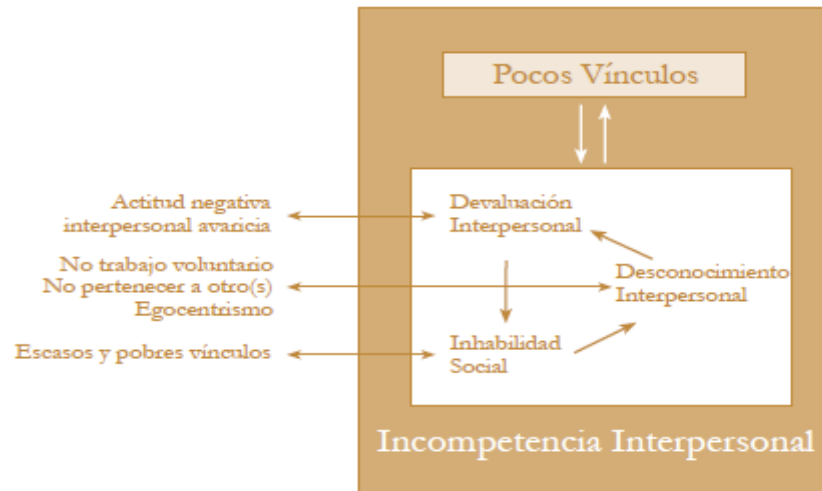 Pocos Vínculos
Actitud negativa
interpersonal avaricia
Devaluación
Interpersonal
No trabajo voluntario
No pertenecer a otro(s)
Egocentrismo
Desconocimiento
Interpersonal
Escasos y pobres vínculos
Inhabilidad
Social
Incompetencia Interpersonal